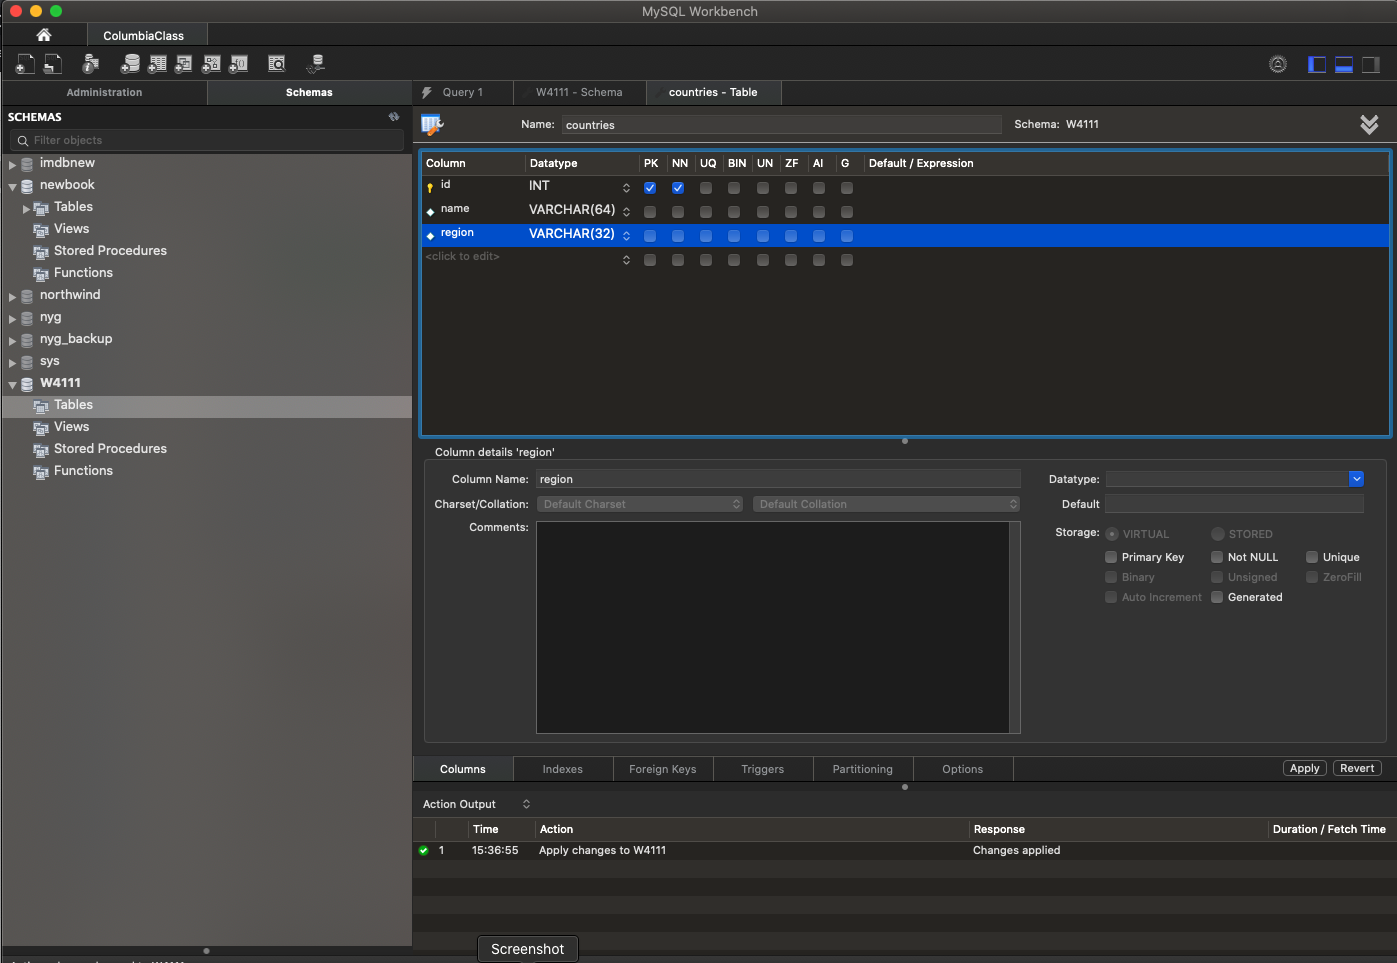 MySQL Workbench
ColumbiaClass
Administration Schemas
SCHEMAS
Filter objects
imdbnew
newbook
Tables
Views
Stored Procedures
Functions
northwind
nyg
nyg_backup
sys
W4111
Tables
Views
Stored Procedures
Functions
Query 1 W4111 - Schema countries - Table
Name: countries Schema: W4111
Column Datatype PK NN UQ BIN UN ZF AI G Default / Expression
id INT
name VARCHAR(64)
region VARCHAR(32)
<click to edit>
Column details 'region'
Column Name: region Datatype:
Charset/Collation: Default Charset Default Collation Default
Comments: Storage: VIRTUAL STORED
Primary Key Not NULL Unique
Binary Unsigned ZeroFill
Auto Increment Generated
Columns Indexes Foreign Keys Triggers Partitioning Options Apply Revert
Action Output
Time Action Response Duration / Fetch Time
1 15:36:55 Apply changes to W4111 Changes applied
Screenshot